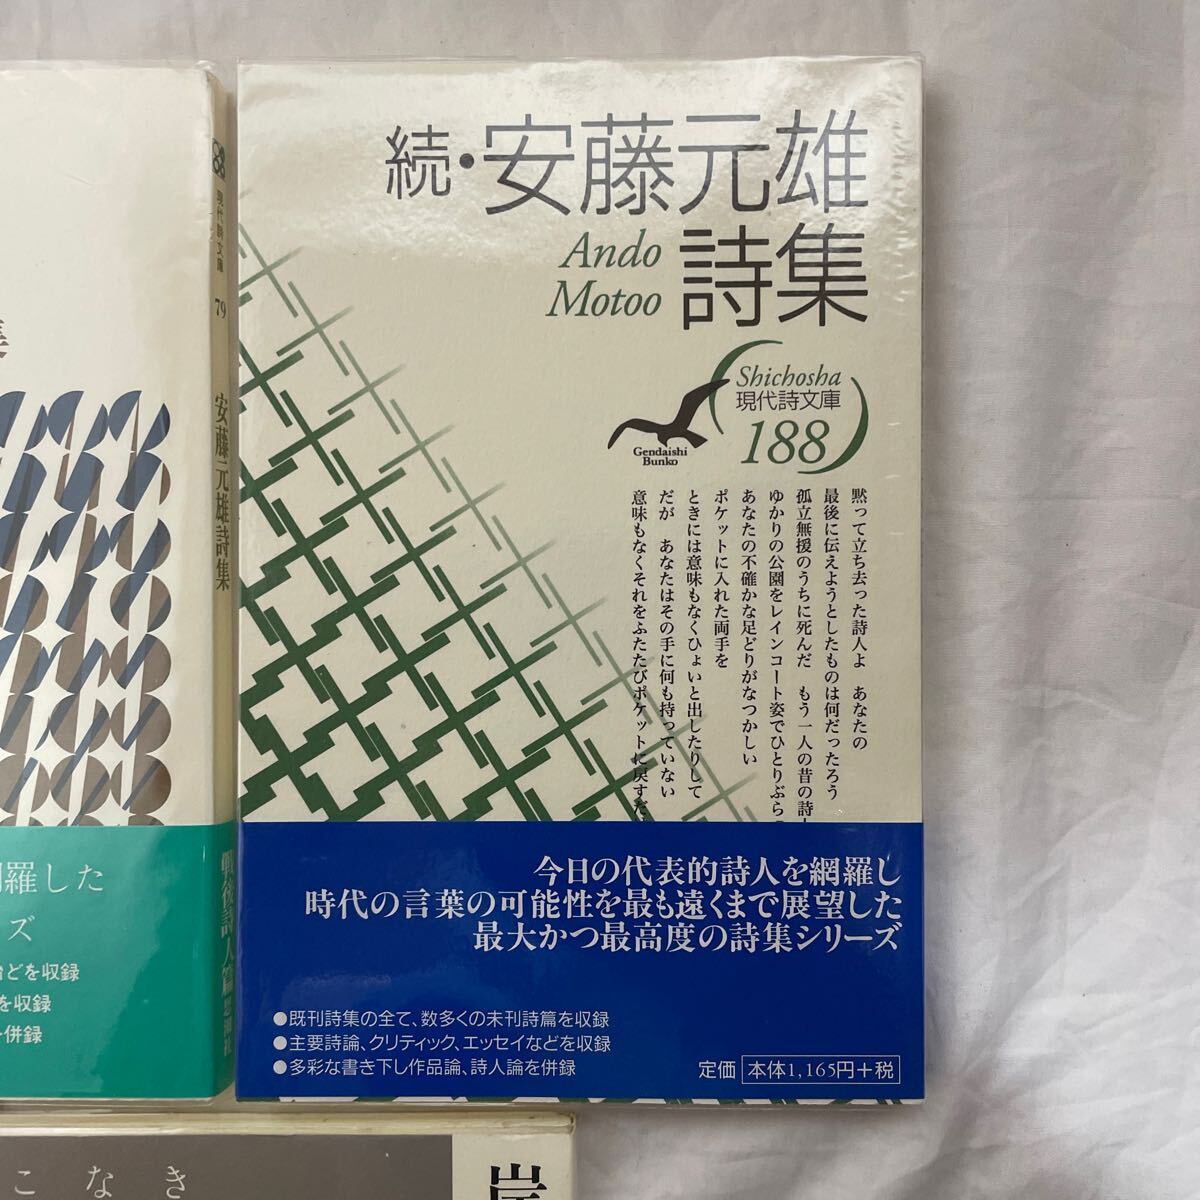 続・安藤元雄
詩集
Ando
Motoo
Shichosha
現代詩文庫
188
Gendaishi
Bunko
黙って立ち去った詩人よ　あなたの
最後に伝えようとしたものは何だったろう
孤立無援のうちに死んだ　もう一人の昔の詩
ゆかりの公園をレインコート姿でひとりぶら
あなたの不確かな足どりがなつかしい
ポケットに入れた両手を
ときには意味もなくひょいと出したりして
だが　あなたはその手に何も持っていない
意味もなくそれをふたたびポケットに戻すだ
今日の代表的詩人を網羅し
時代の言葉の可能性を最も遠くまで展望した
最大かつ最高度の詩集シリーズ
●既刊詩集の全て、数多くの未刊詩篇を収録
●主要詩論、クリティック、エッセイなどを収録
●多彩な書き下し作品論、詩人論を併録
定価 本体1,165円+税
現代詩文庫
79
安藤元雄詩集
戦後詩人篇 思潮社
集
網羅した
ズ
などを収録
を収録
併録
こなき
岸